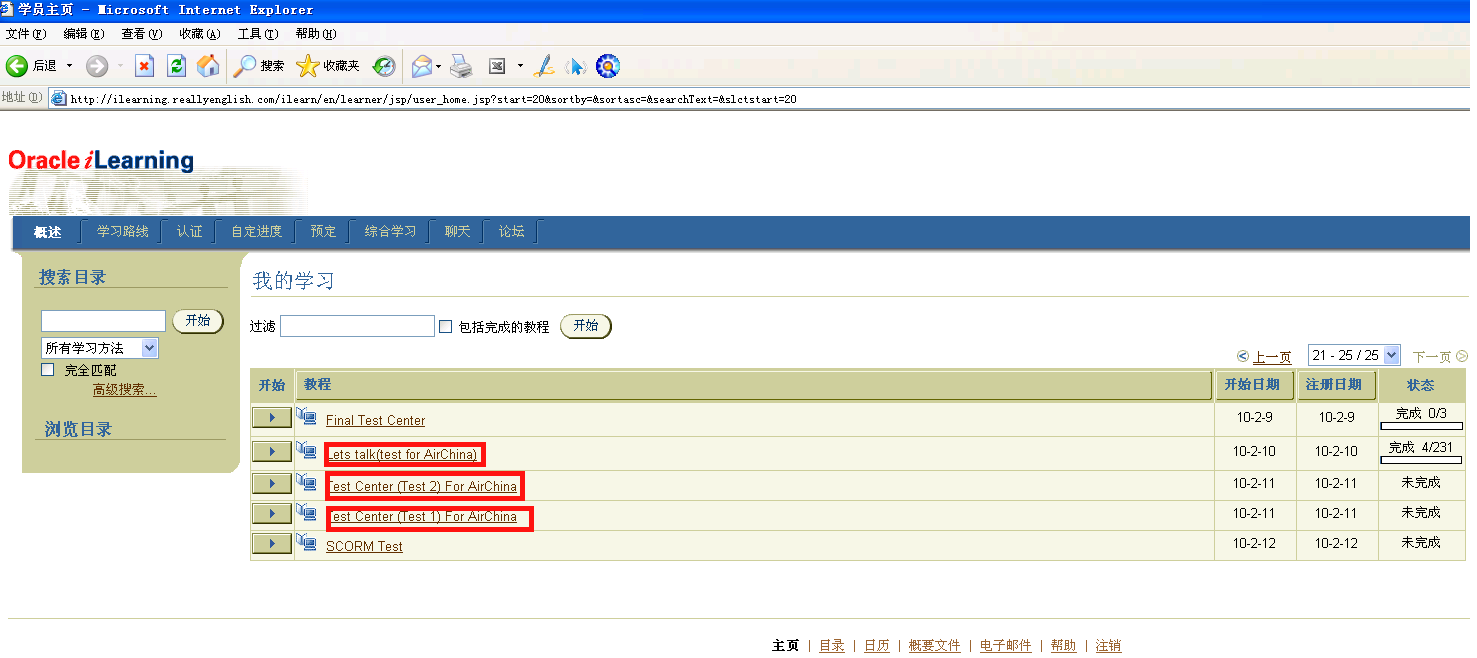 学员主页 - Microsoft Internet Explorer
文件(F) 编辑(E) 查看(V) 收藏(A) 工具(T) 帮助(H)
后退 搜索 收藏夹
地址(D) http://ilearning.reallyenglish.com/ilearn/en/learner/jsp/user_home.jsp?start=20&sortby=&sortasc=&searchText=&slctstart=20
Oracle iLearning
概述 学习路线 认证 自定进度 预定 综合学习 聊天 论坛
搜索目录
开始
所有学习方法
完全匹配
高级搜索...
浏览目录
我的学习
过滤 包括完成的教程 开始
上一页 21 - 25 / 25 下一页
开始 教程 开始日期 注册日期 状态
Final Test Center 10-2-9 10-2-9 完成 0/3
Lets talk(test for AirChina) 10-2-10 10-2-10 完成 4/231
Test Center (Test 2) For AirChina 10-2-11 10-2-11 未完成
Test Center (Test 1) For AirChina 10-2-11 10-2-11 未完成
SCORM Test 10-2-12 10-2-12 未完成
主页 | 目录 | 日历 | 概要文件 | 电子邮件 | 帮助 | 注销